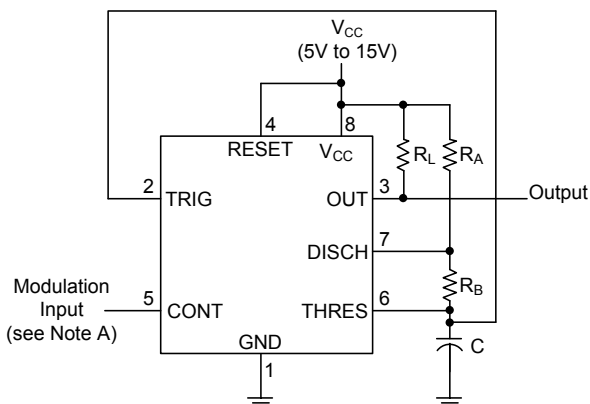 VCC
(5V to 15V)
4
8
RESET
VCC
RL
RA
2
TRIG
OUT
3
Output
DISCH
7
RB
Modulation
Input
(see Note A)
5
CONT
THRES
6
GND
C
1